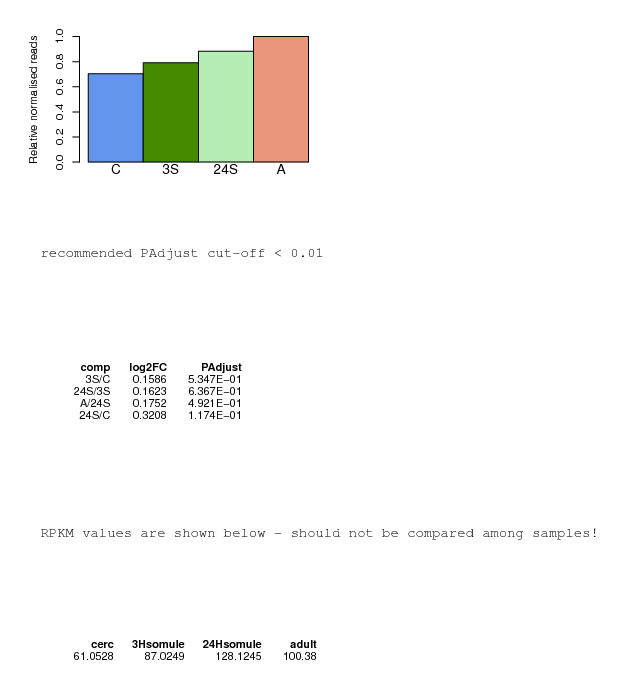 Relative normalised reads
1.0
0.8
0.6
0.4
0.2
0.0
C 3S 24S A
recommended PAdjust cut-off < 0.01
comp log2FC PAdjust
3S/C 0.1586 5.347E−01
24S/3S 0.1623 6.367E−01
A/24S 0.1752 4.921E−01
24S/C 0.3208 1.174E−01
RPKM values are shown below - should not be compared among samples!
cerc 3Hsomule 24Hsomule adult
61.0528 87.0249 128.1245 100.38